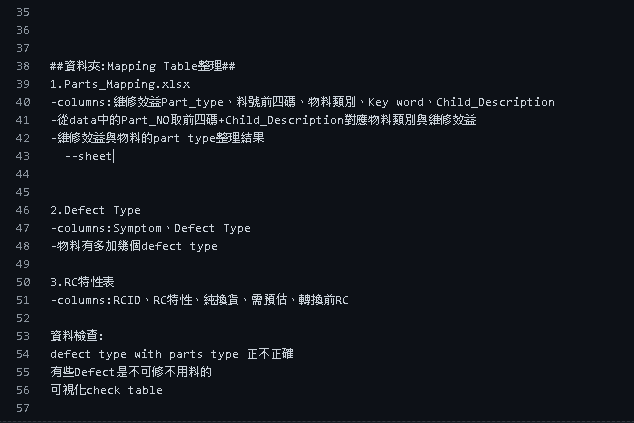 35
36
37
38 ##資料夾:Mapping Table整理##
39 1.Parts_Mapping.xlsx
40 -columns:維修效益Part_type、料號前四碼、物料類別、Key word、Child_Description
41 -從data中的Part_NO取前四碼+Child_Description對應物料類別與維修效益
42 -維修效益與物料的part type整理結果
43 --sheet
44
45
46 2.Defect Type
47 -columns:Symptom、Defect Type
48 -物料有多加幾個defect type
49
50 3.RC特性表
51 -columns:RCID、RC特性、純換貨、需預估、轉換前RC
52
53 資料檢查:
54 defect type with parts type 正不正確
55 有些Defect是不可修不用料的
56 可視化check table
57